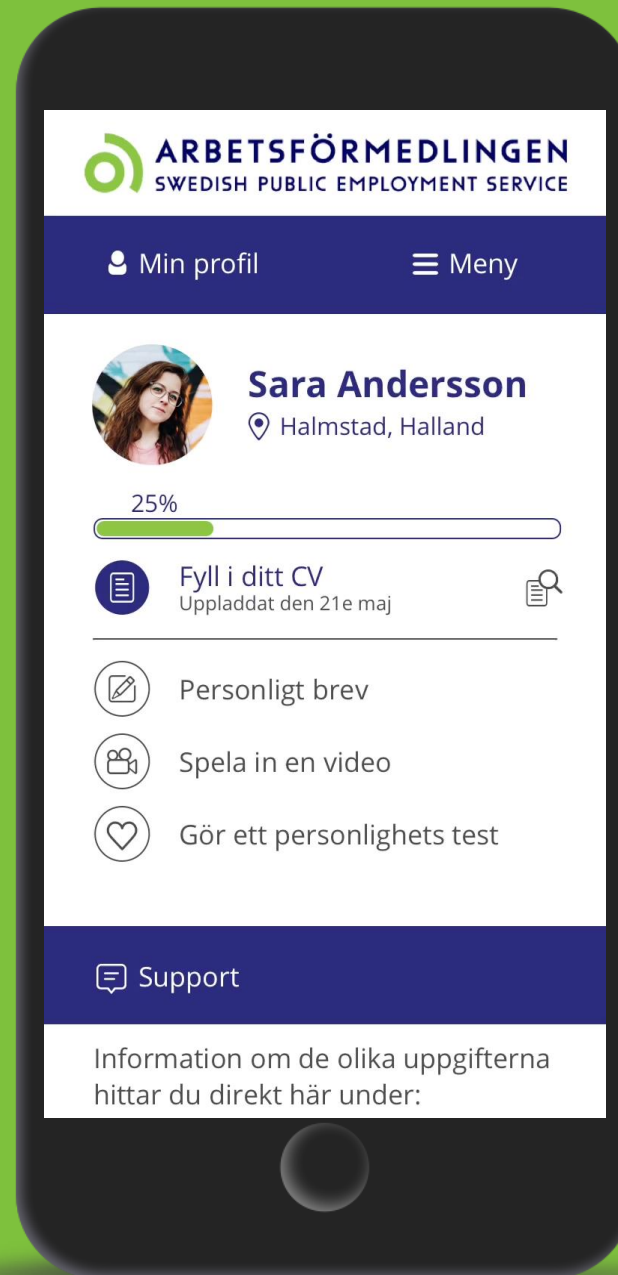 ARBETSFÖRMEDLINGEN
SWEDISH PUBLIC EMPLOYMENT SERVICE
Min profil
Meny
Sara Andersson
Halmstad, Halland
25%
Fyll i ditt CV
Uppladdat den 21e maj
Personligt brev
Spela in en video
Gör ett personlighets test
Support
Information om de olika uppgifterna
hittar du direkt här under: